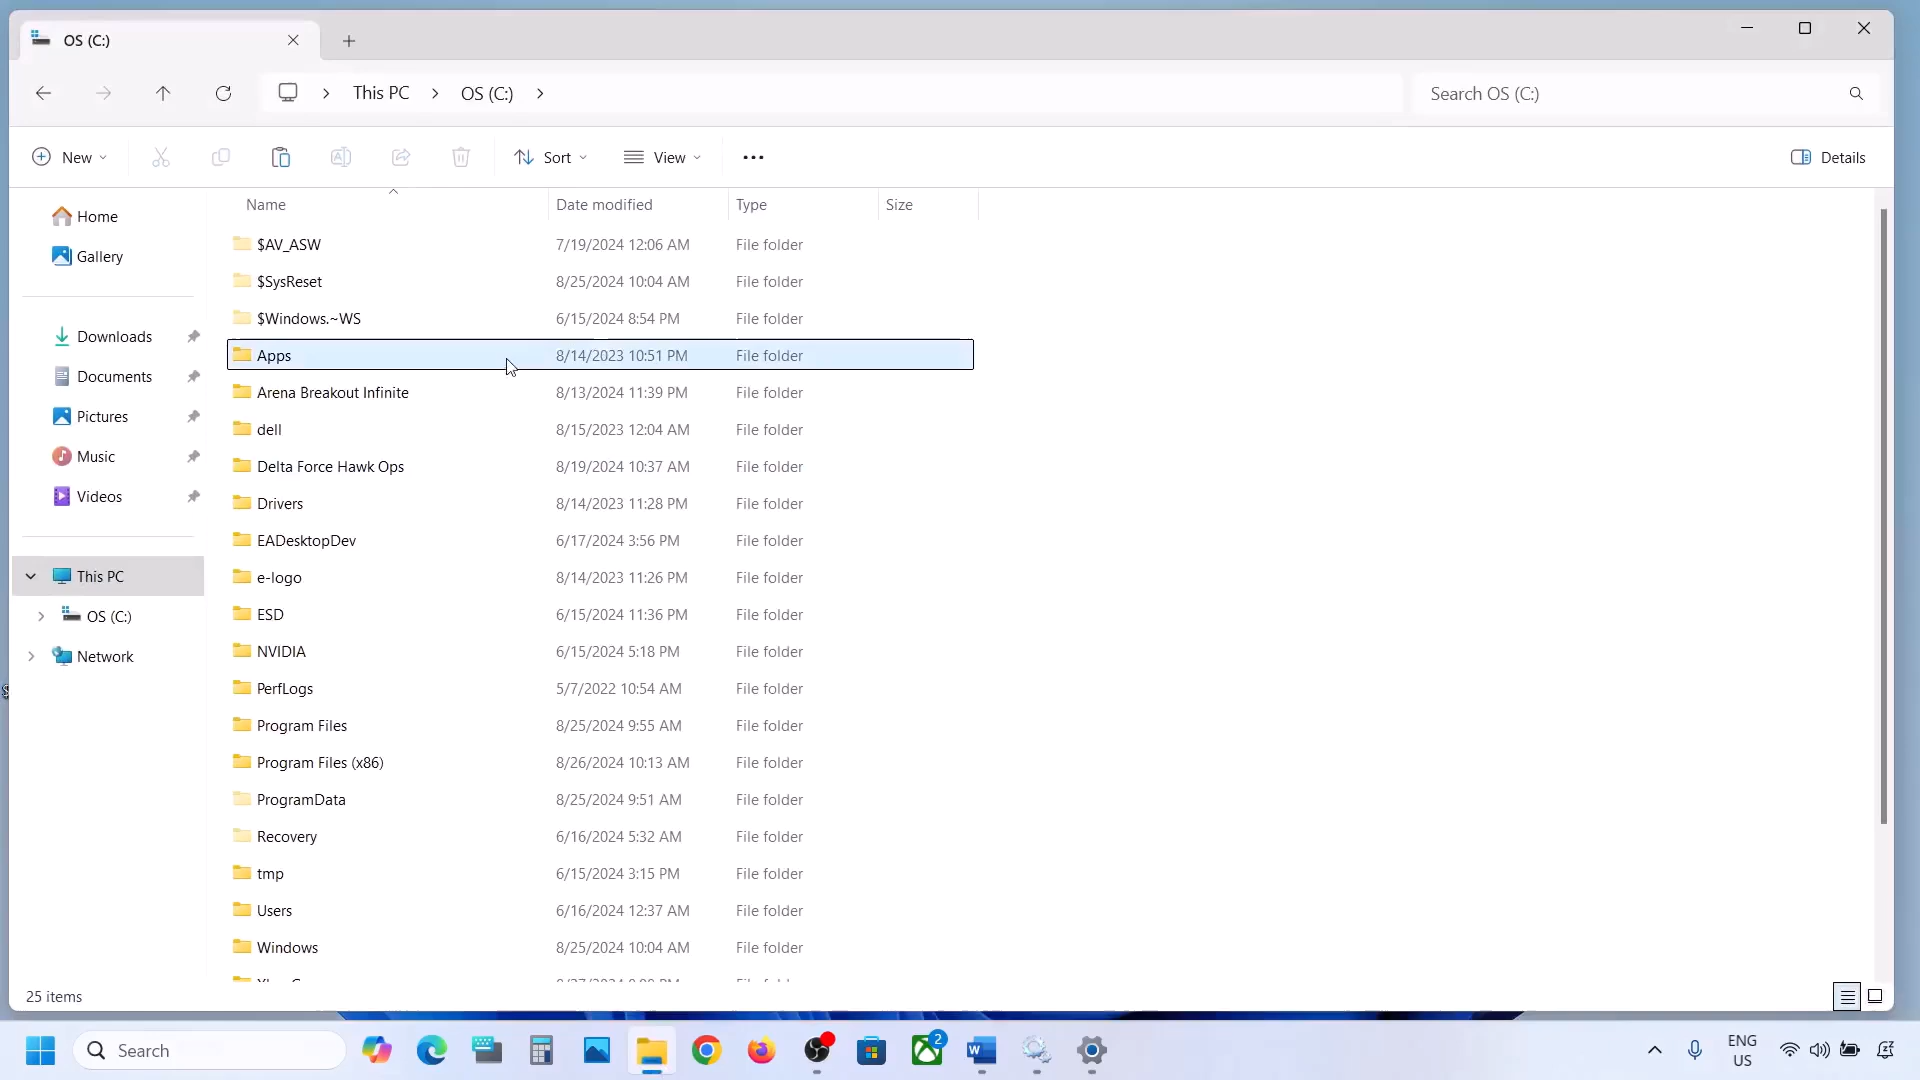 OS (C:)
This PC
OS (C:)
Search OS (C:)
New
Sort
View
Details
Name Date modified Type Size
Home
Gallery
Downloads
Documents
Pictures
Music
Videos
This PC
OS (C:)
Network
$AV_ASW 7/19/2024 12:06 AM File folder
$SysReset 8/25/2024 10:04 AM File folder
$Windows.~WS 6/15/2024 8:54 PM File folder
Apps 8/14/2023 10:51 PM File folder
Arena Breakout Infinite 8/13/2024 11:39 PM File folder
dell 8/15/2023 12:04 AM File folder
Delta Force Hawk Ops 8/19/2024 10:37 AM File folder
Drivers 8/14/2023 11:28 PM File folder
EADesktopDev 6/17/2024 3:56 PM File folder
e-logo 8/14/2023 11:26 PM File folder
ESD 6/15/2024 11:36 PM File folder
NVIDIA 6/15/2024 5:18 PM File folder
PerfLogs 5/7/2022 10:54 AM File folder
Program Files 8/25/2024 9:55 AM File folder
Program Files (x86) 8/26/2024 10:13 AM File folder
ProgramData 8/25/2024 9:51 AM File folder
Recovery 6/16/2024 5:32 AM File folder
tmp 6/15/2024 3:15 PM File folder
Users 6/16/2024 12:37 AM File folder
Windows 8/25/2024 10:04 AM File folder
25 items
Search
2
ENG
US